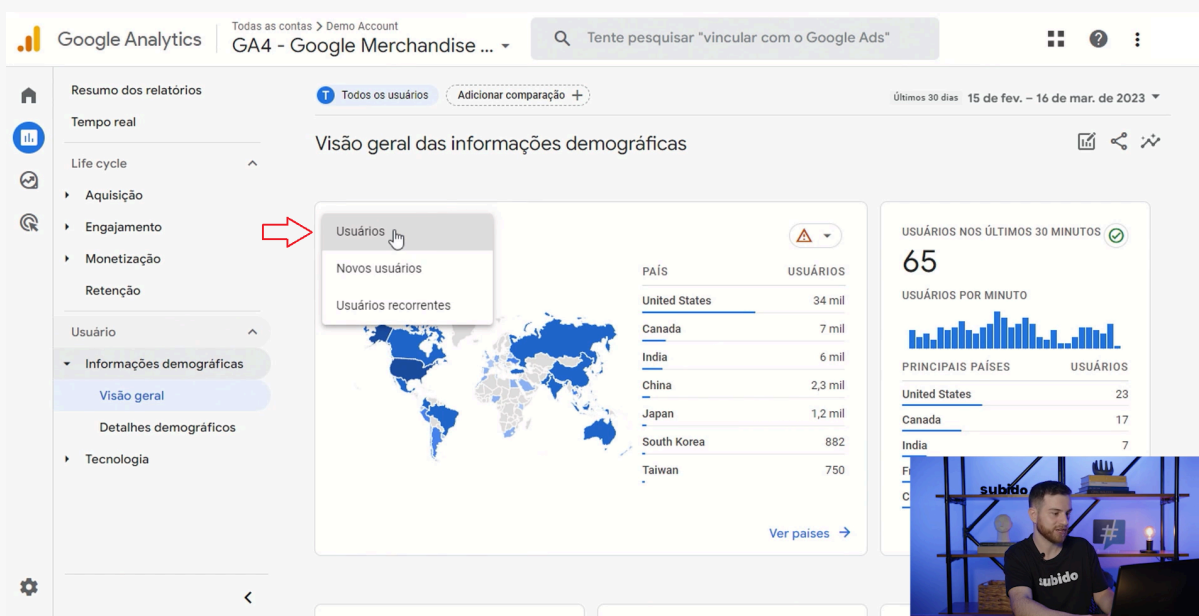 Google Analytics
Todas as contas > Demo Account
GA4 - Google Merchandise ...
Tente pesquisar "vincular com o Google Ads"
Resumo dos relatórios
Tempo real
Life cycle
Aquisição
Engajamento
Monetização
Retenção
Usuário
Informações demográficas
Visão geral
Detalhes demográficos
Tecnologia
T Todos os usuários
Adicionar comparação +
Últimos 30 dias 15 de fev. – 16 de mar. de 2023
Visão geral das informações demográficas
Usuários
Novos usuários
Usuários recorrentes
PAÍS USUÁRIOS
United States 34 mil
Canada 7 mil
India 6 mil
China 2,3 mil
Japan 1,2 mil
South Korea 882
Taiwan 750
Ver países
USUÁRIOS NOS ÚLTIMOS 30 MINUTOS
65
USUÁRIOS POR MINUTO
PRINCIPAIS PAÍSES USUÁRIOS
United States 23
Canada 17
India 7
subido
#
subido